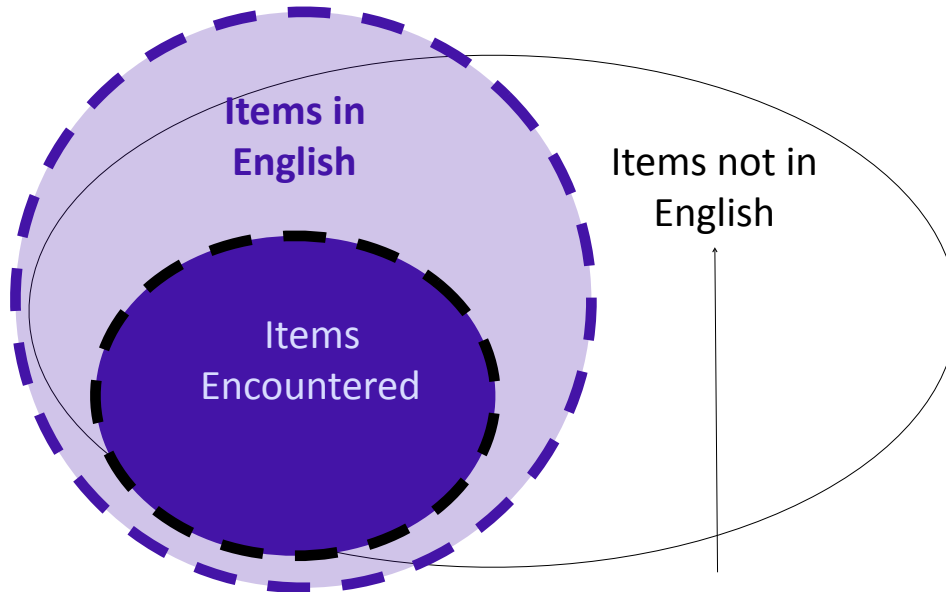 Items in
English
Items not in
English
Items
Encountered